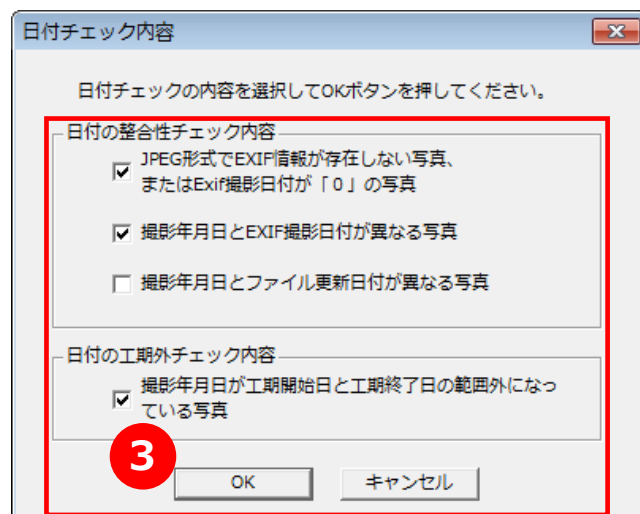 日付チェック内容
日付チェックの内容を選択してOKボタンを押してください。
日付の整合性チェック内容
JPEG形式でEXIF情報が存在しない写真、
またはExif撮影日付が「0」の写真
撮影年月日とEXIF撮影日付が異なる写真
撮影年月日とファイル更新日付が異なる写真
日付の工期外チェック内容
撮影年月日が工期開始日と工期終了日の範囲外になっ
ている写真
3
OK
キャンセル